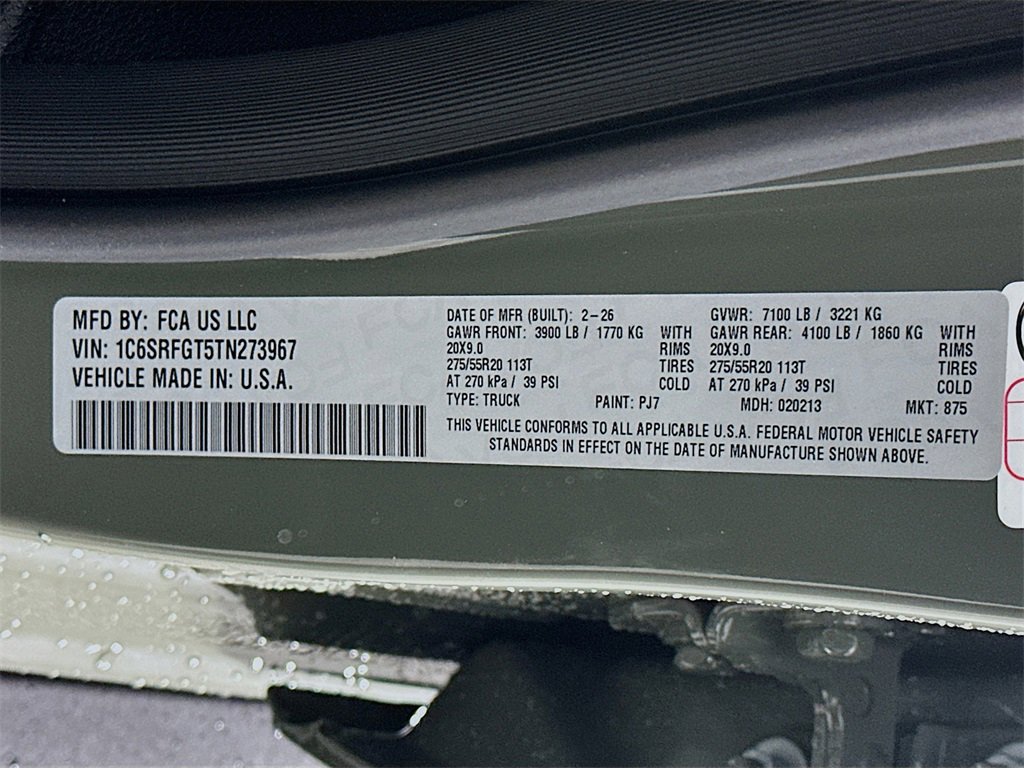 MFD BY: FCA US LLC
VIN: 1C6SRFGT5TN273967
VEHICLE MADE IN: U.S.A.
DATE OF MFR (BUILT): 2-26
GAWR FRONT: 3900 LB / 1770 KG WITH
20X9.0 RIMS
275/55R20 113T TIRES
AT 270 kPa / 39 PSI COLD
TYPE: TRUCK PAINT: PJ7
GVWR: 7100 LB / 3221 KG
GAWR REAR: 4100 LB / 1860 KG WITH
20X9.0 RIMS
275/55R20 113T TIRES
AT 270 kPa / 39 PSI COLD
MDH: 020213 MKT: 875
THIS VEHICLE CONFORMS TO ALL APPLICABLE U.S.A. FEDERAL MOTOR VEHICLE SAFETY
STANDARDS IN EFFECT ON THE DATE OF MANUFACTURE SHOWN ABOVE.